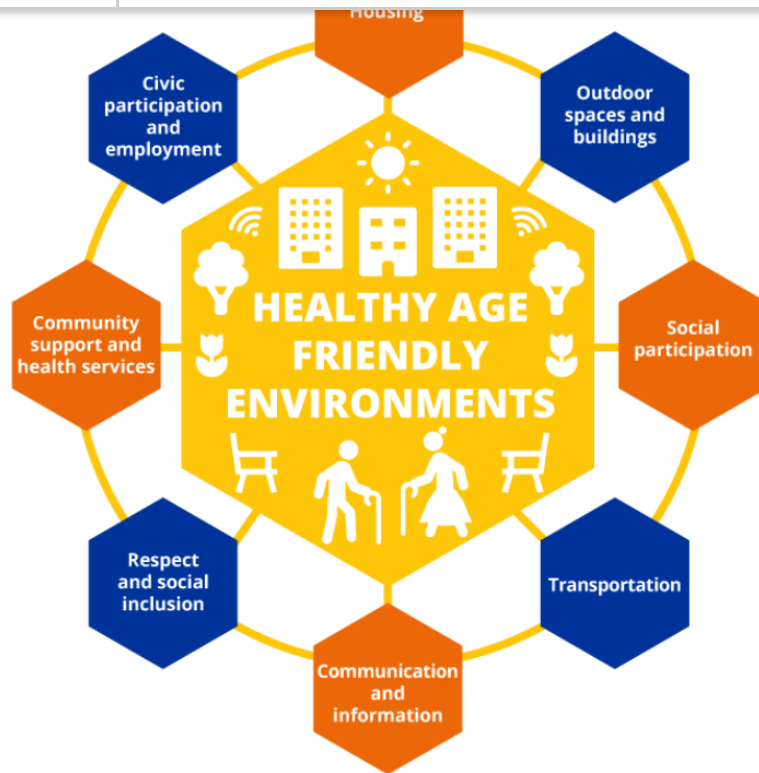 Housing
Civic
participation
and
employment
Outdoor
spaces and
buildings
HEALTHY AGE
FRIENDLY
ENVIRONMENTS
Community
support and
health services
Social
participation
Respect
and social
inclusion
Transportation
Communication
and
information